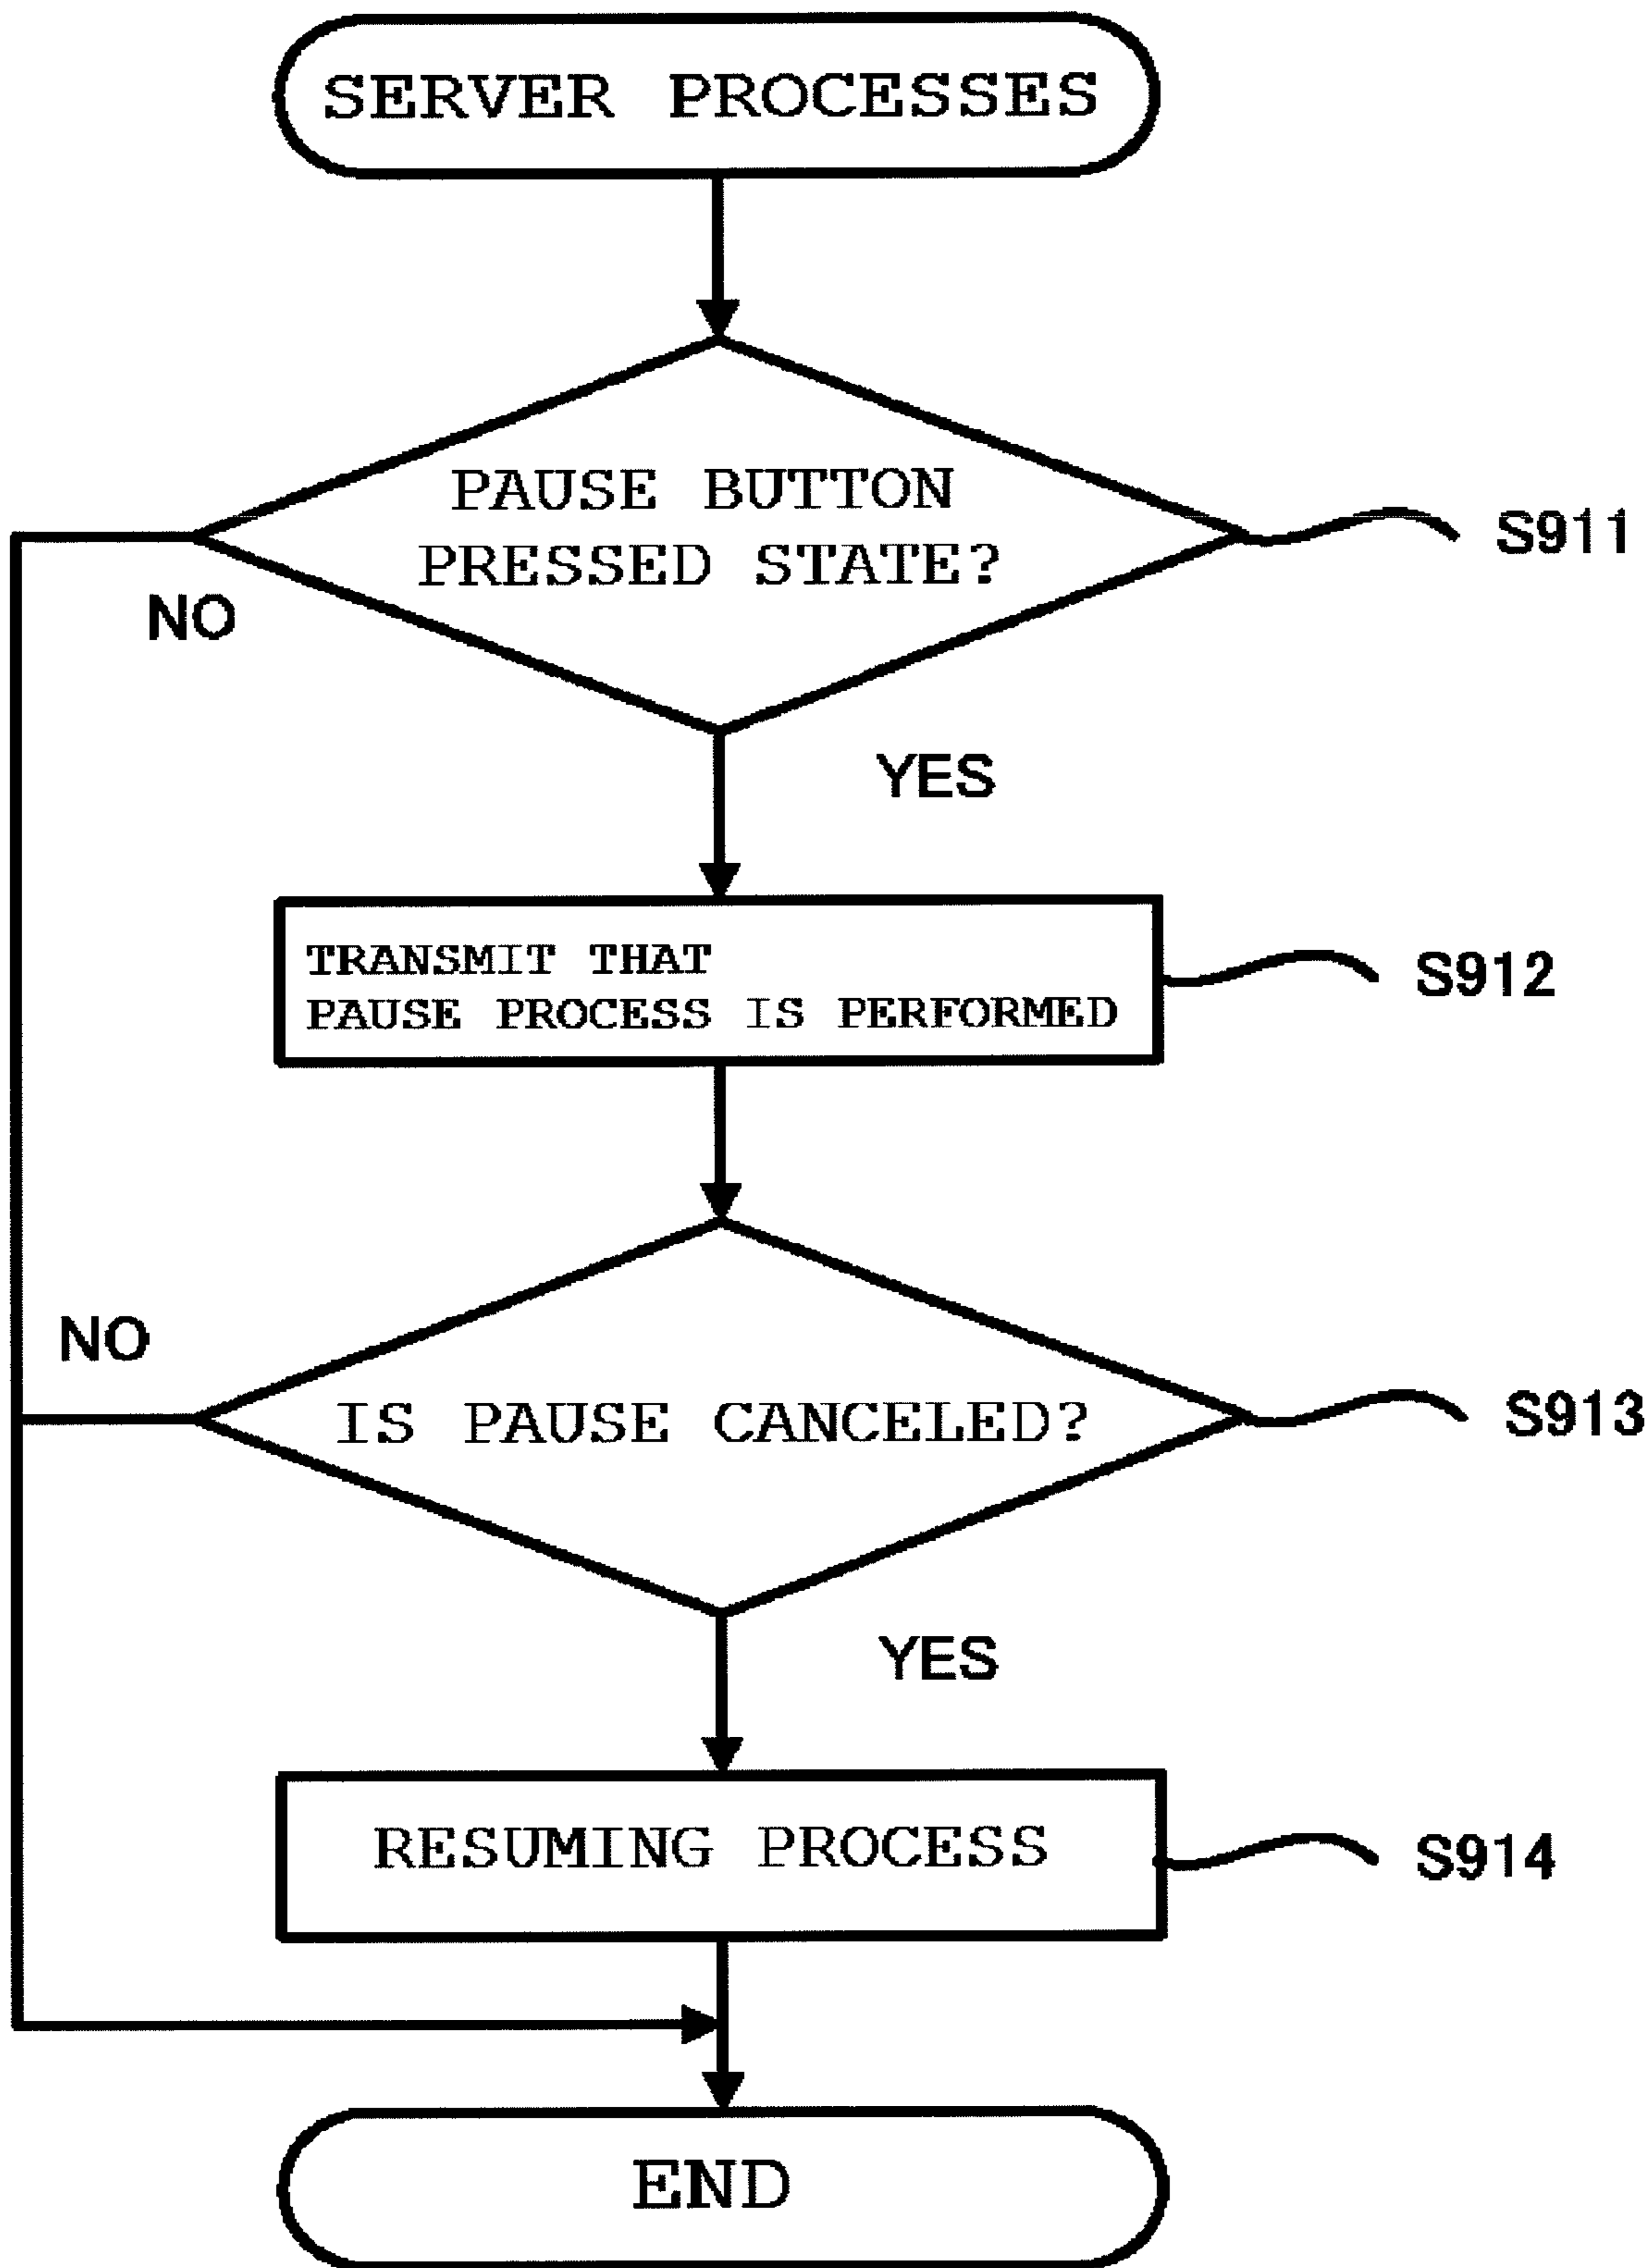 SERVER PROCESSES
PAUSE BUTTON
PRESSED STATE?
S911
NO
YES
TRANSMIT THAT
PAUSE PROCESS IS PERFORMED
S912
NO
IS PAUSE CANCELED?
S913
YES
RESUMING PROCESS
S914
END